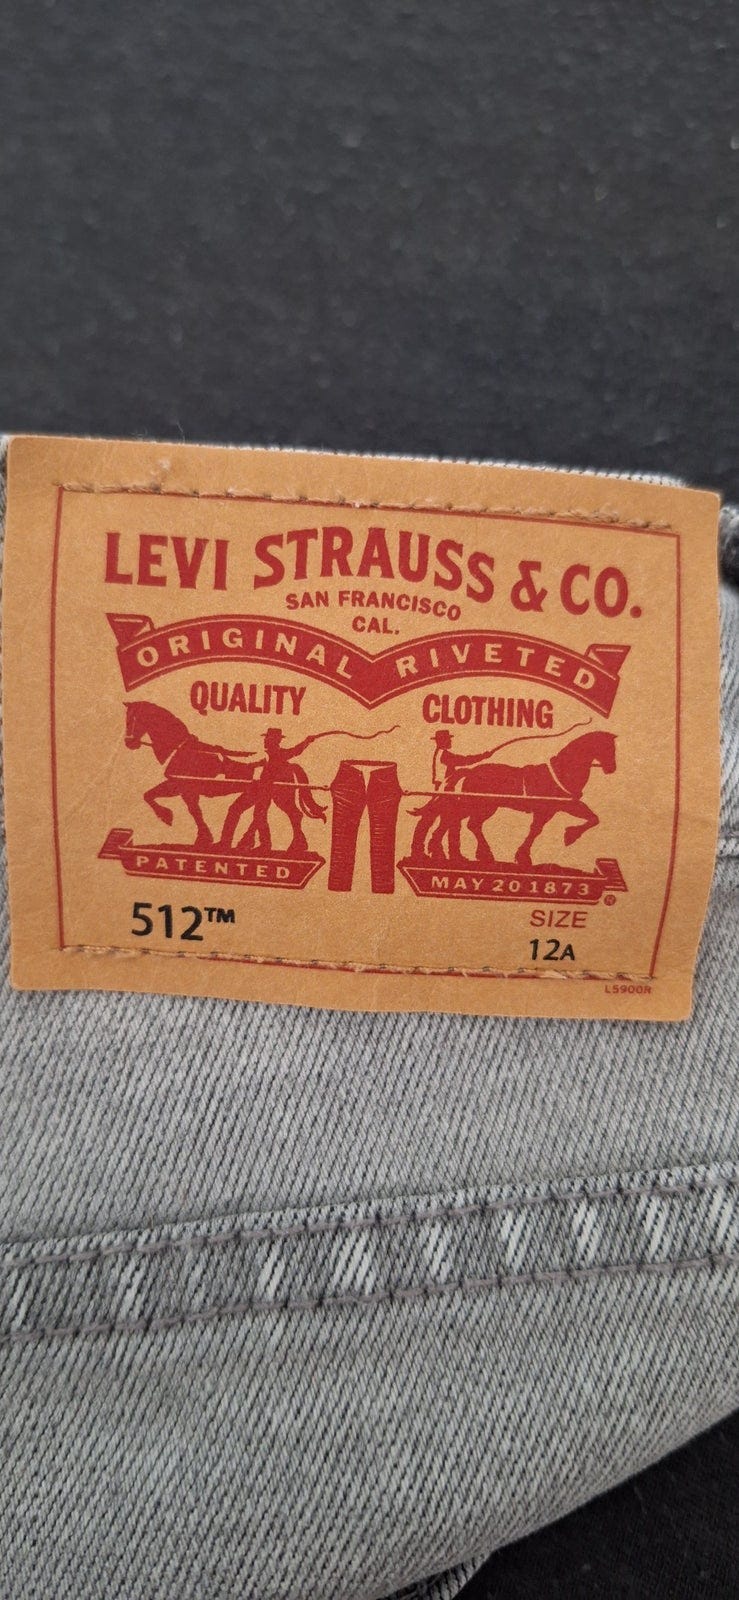 LEVI STRAUSS & CO.
SAN FRANCISCO
CAL.
ORIGINAL RIVETED
QUALITY CLOTHING
PATENTED MAY 20 1873 ®
512™ SIZE
12A
L5900R